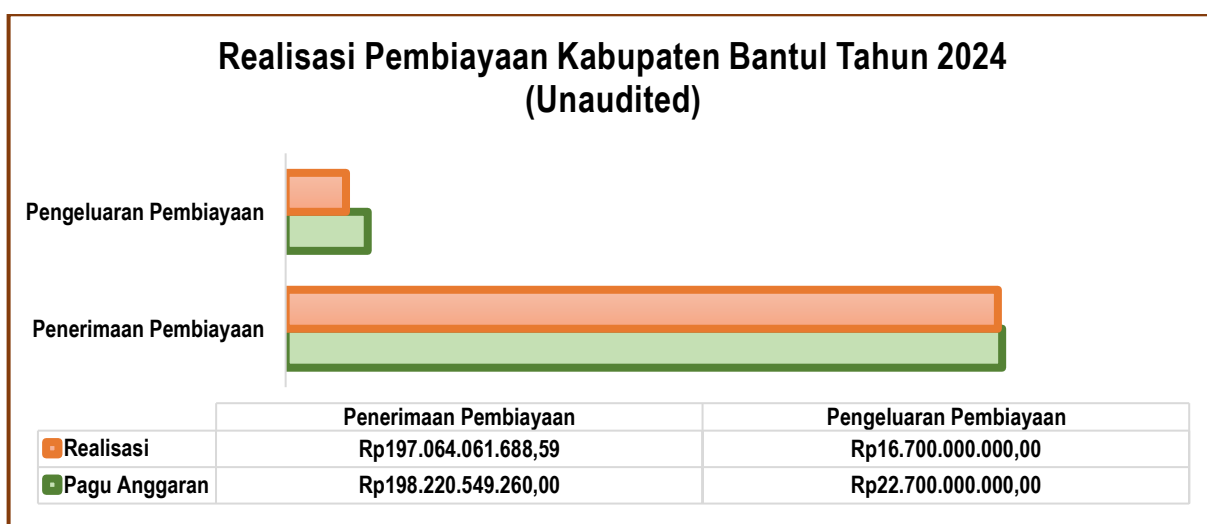 Realisasi Pembiayaan Kabupaten Bantul Tahun 2024
(Unaudited)
Pengeluaran Pembiayaan
Penerimaan Pembiayaan
Penerimaan Pembiayaan Pengeluaran Pembiayaan
Realisasi Rp197.064.061.688,59 Rp16.700.000.000,00
Pagu Anggaran Rp198.220.549.260,00 Rp22.700.000.000,00